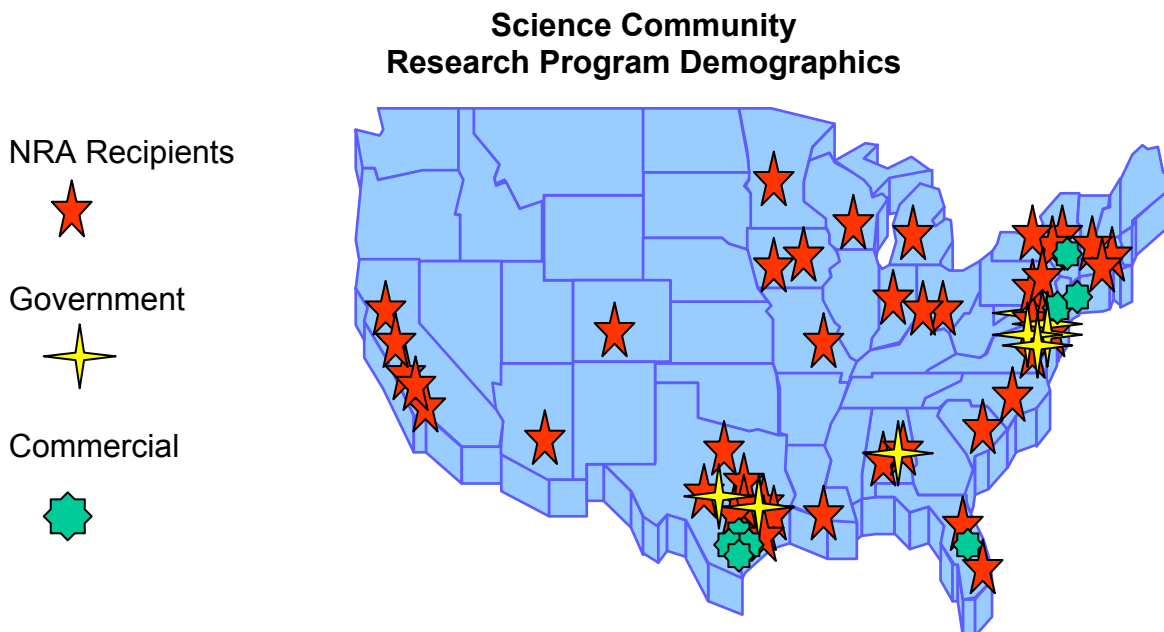 Science Community
Research Program Demographics
NRA Recipients
Government
Commercial